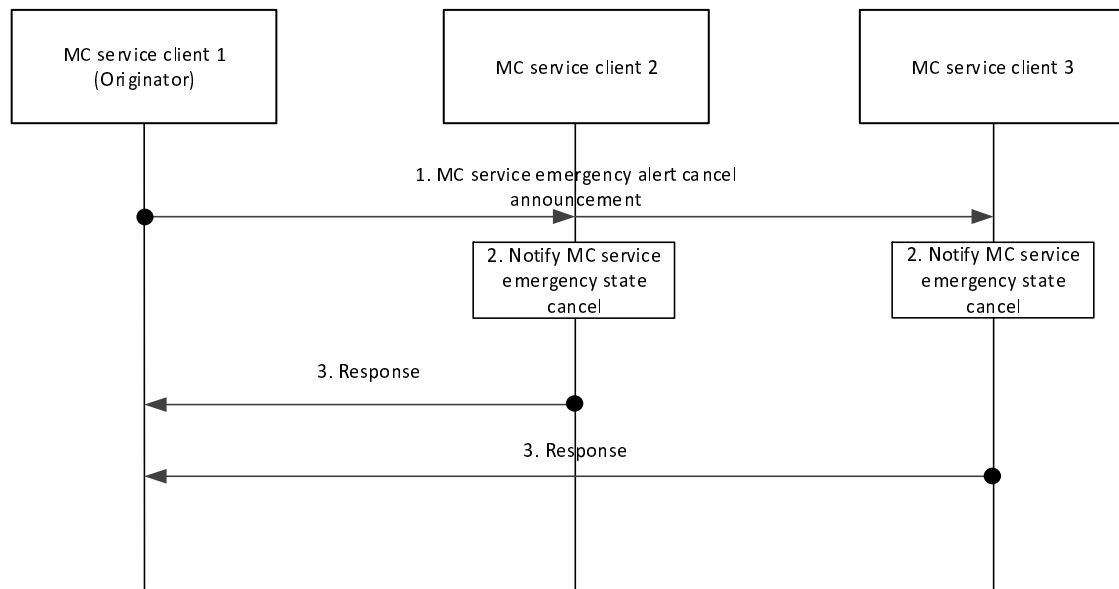 MC service client 1
(Originator)
MC service client 2
MC service client 3
1. MC service emergency alert cancel
announcement
2. Notify MC service
emergency state
cancel
2. Notify MC service
emergency state
cancel
3. Response
3. Response